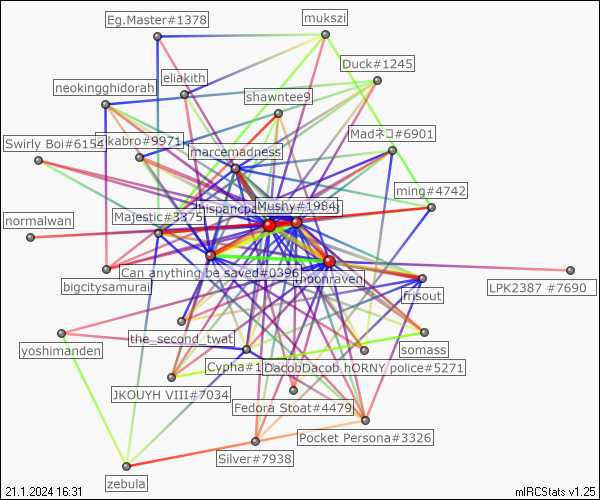 Eg.Master#1378
mukszi
Duck#1245
eliakith
neokingghidorah
shawntee9
Madネコ#6901
Swirly Boi#6154
kabro#9971
marcemadness
ming#4742
Mushy#1984
Majestic#3375
normalwan
Can anything be saved#0396
moonraven
bigcitysamurai
frisout
LPK2387 #7690
the_second_twat
yoshimanden
somass
Cypha#1
DacobDacob hORNY police#5271
JKOUYH VIII#7034
Fedora Stoat#4479
Pocket Persona#3326
Silver#7938
zebula
21.1.2024 16:31
mIRCStats v1.25